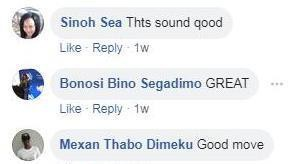 Sinoh Sea Thts sound qood
Like · Reply · 1w
Bonosi Bino Segadimo GREAT
Like · Reply · 1w
Mexan Thabo Dimeku Good move